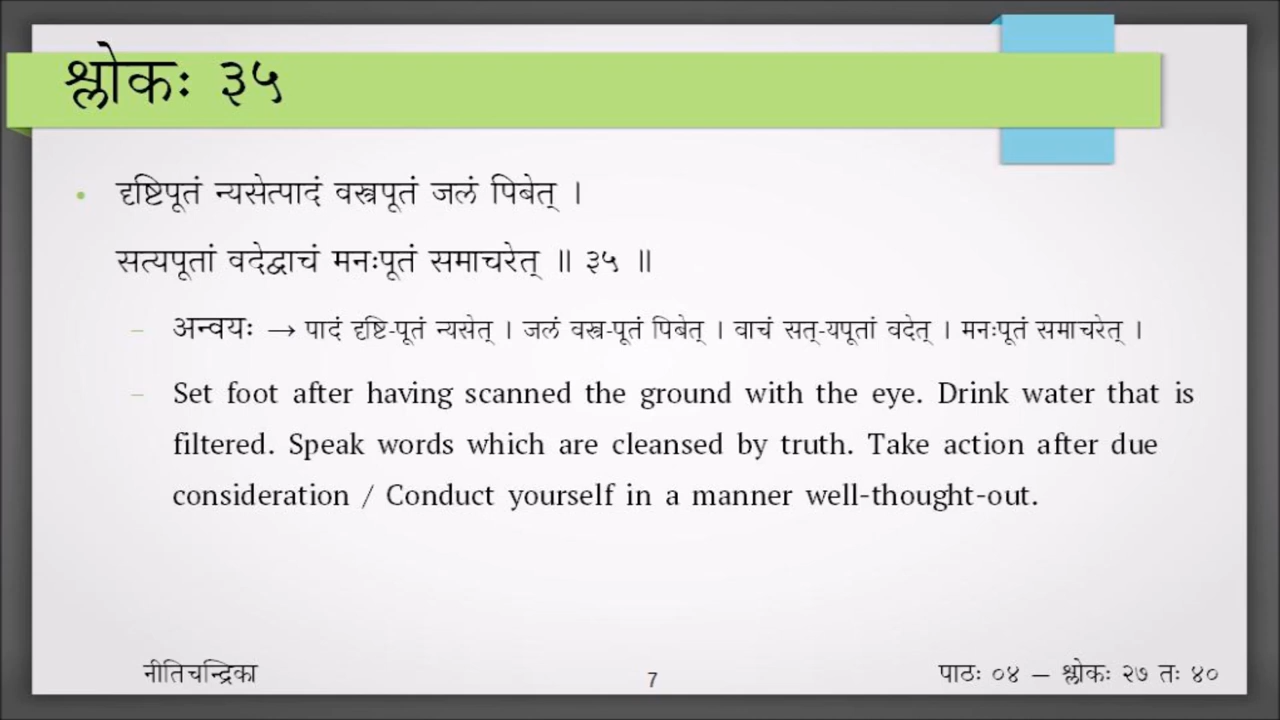 श्लोकः ३५
• दृष्टिपूतं न्यसेत्पादं वस्त्रपूतं जलं पिबेत् ।
सत्यपूतां वदेद्वाचं मनःपूतं समाचरेत् ॥ ३५ ॥
– अन्वयः → पादं दृष्टि-पूतं न्यसेत् । जलं वस्त्र-पूतं पिबेत् । वाचं सत्-यपूतां वदेत् । मनःपूतं समाचरेत् ।
– Set foot after having scanned the ground with the eye. Drink water that is
filtered. Speak words which are cleansed by truth. Take action after due
consideration / Conduct yourself in a manner well-thought-out.
नीतिचन्द्रिका 7 पाठः ०४ – श्लोकः २७ तः ४०